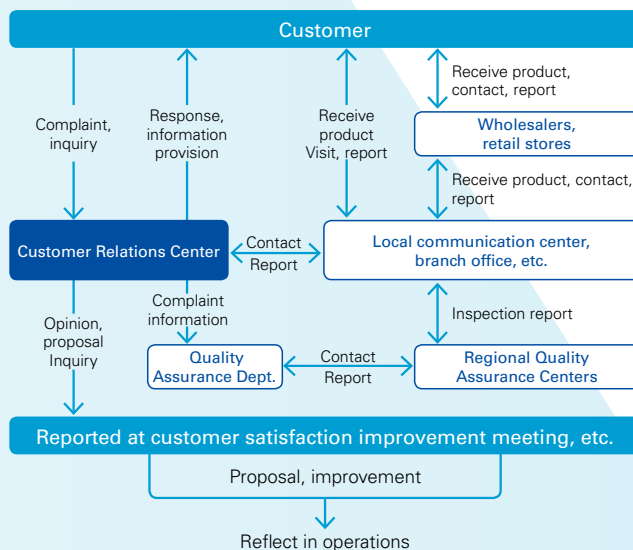 Customer
Complaint,
inquiry
Response,
information
provision
Receive
product
Visit, report
Receive product,
contact, report
Wholesalers,
retail stores
Receive product, contact,
report
Customer Relations Center
Contact
Report
Local communication center,
branch office, etc.
Opinion,
proposal
Inquiry
Complaint
information
Inspection report
Quality
Assurance Dept.
Contact
Report
Regional Quality
Assurance Centers
Reported at customer satisfaction improvement meeting, etc.
Proposal, improvement
Reflect in operations